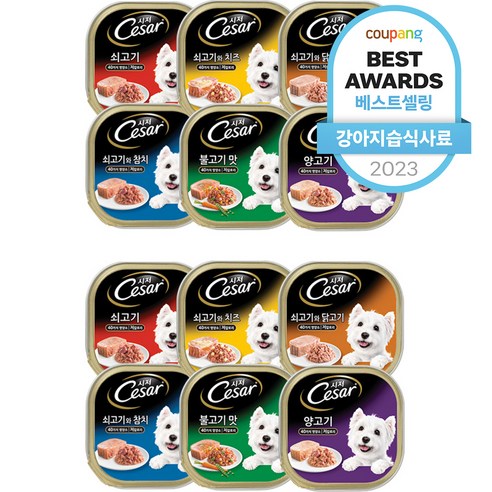 시저
Cesar
쇠고기
시저
Cesar
쇠고기와 치즈
시저
Cesar
쇠고기와 닭
coupang
BEST
AWARDS
베스트셀링
강아지습식사료
2023
시저
Cesar
쇠고기와 참치
시저
Cesar
불고기 맛
Cesar
양고기
시저
Cesar
쇠고기
시저
Cesar
쇠고기와 치즈
시저
Cesar
쇠고기와 닭고기
시저
Cesar
쇠고기와 참치
시저
Cesar
불고기 맛
시저
Cesar
양고기